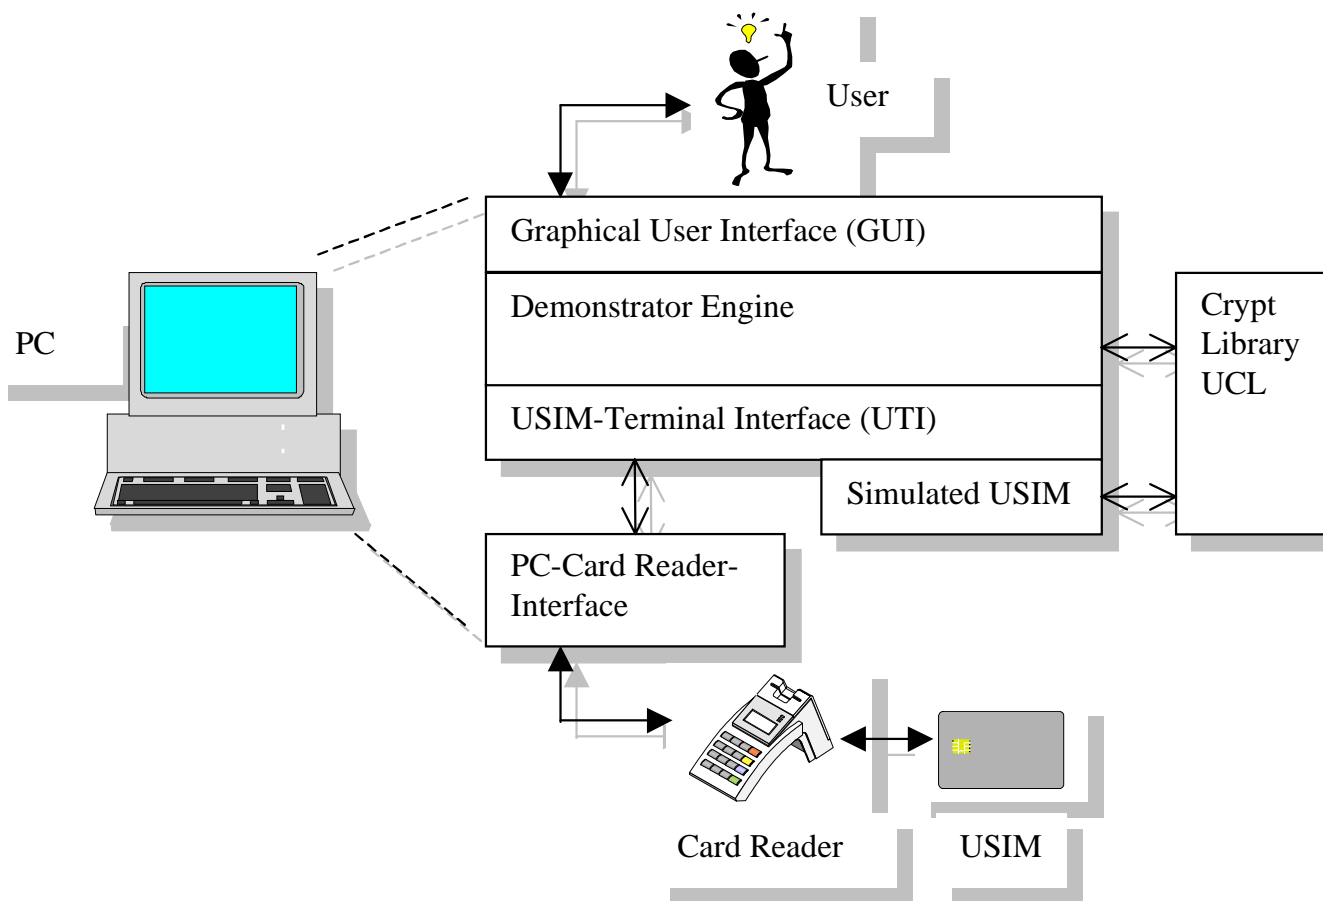 User
Graphical User Interface (GUI)
Demonstrator Engine
Crypt
Library
UCL
PC
USIM-Terminal Interface (UTI)
Simulated USIM
PC-Card Reader-
Interface
Card Reader
USIM